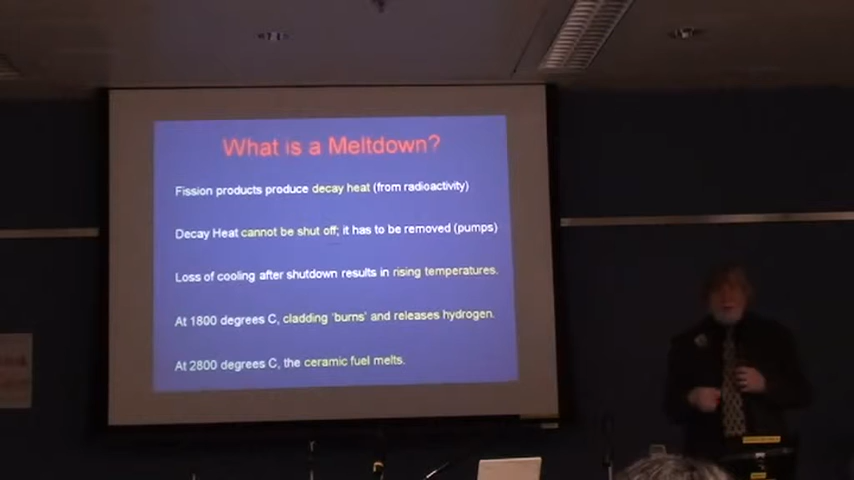 What is a Meltdown?
Fission products produce decay heat (from radioactivity)
Decay Heat cannot be shut off; it has to be removed (pumps)
Loss of cooling after shutdown results in rising temperatures.
At 1800 degrees C, cladding 'burns' and releases hydrogen.
At 2800 degrees C, the ceramic fuel melts.